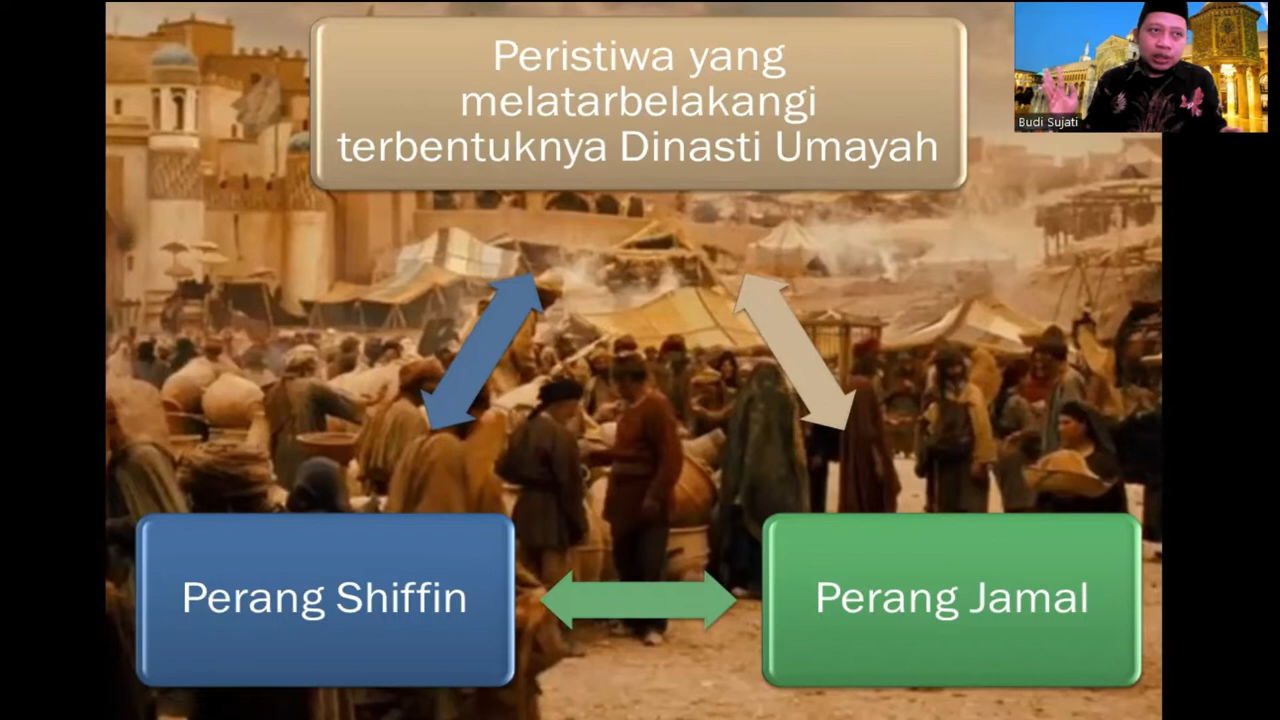 Peristiwa yang
melatarbelakangi
terbentuknya Dinasti Umayah
Budi Sujati
Perang Shiffin
Perang Jamal